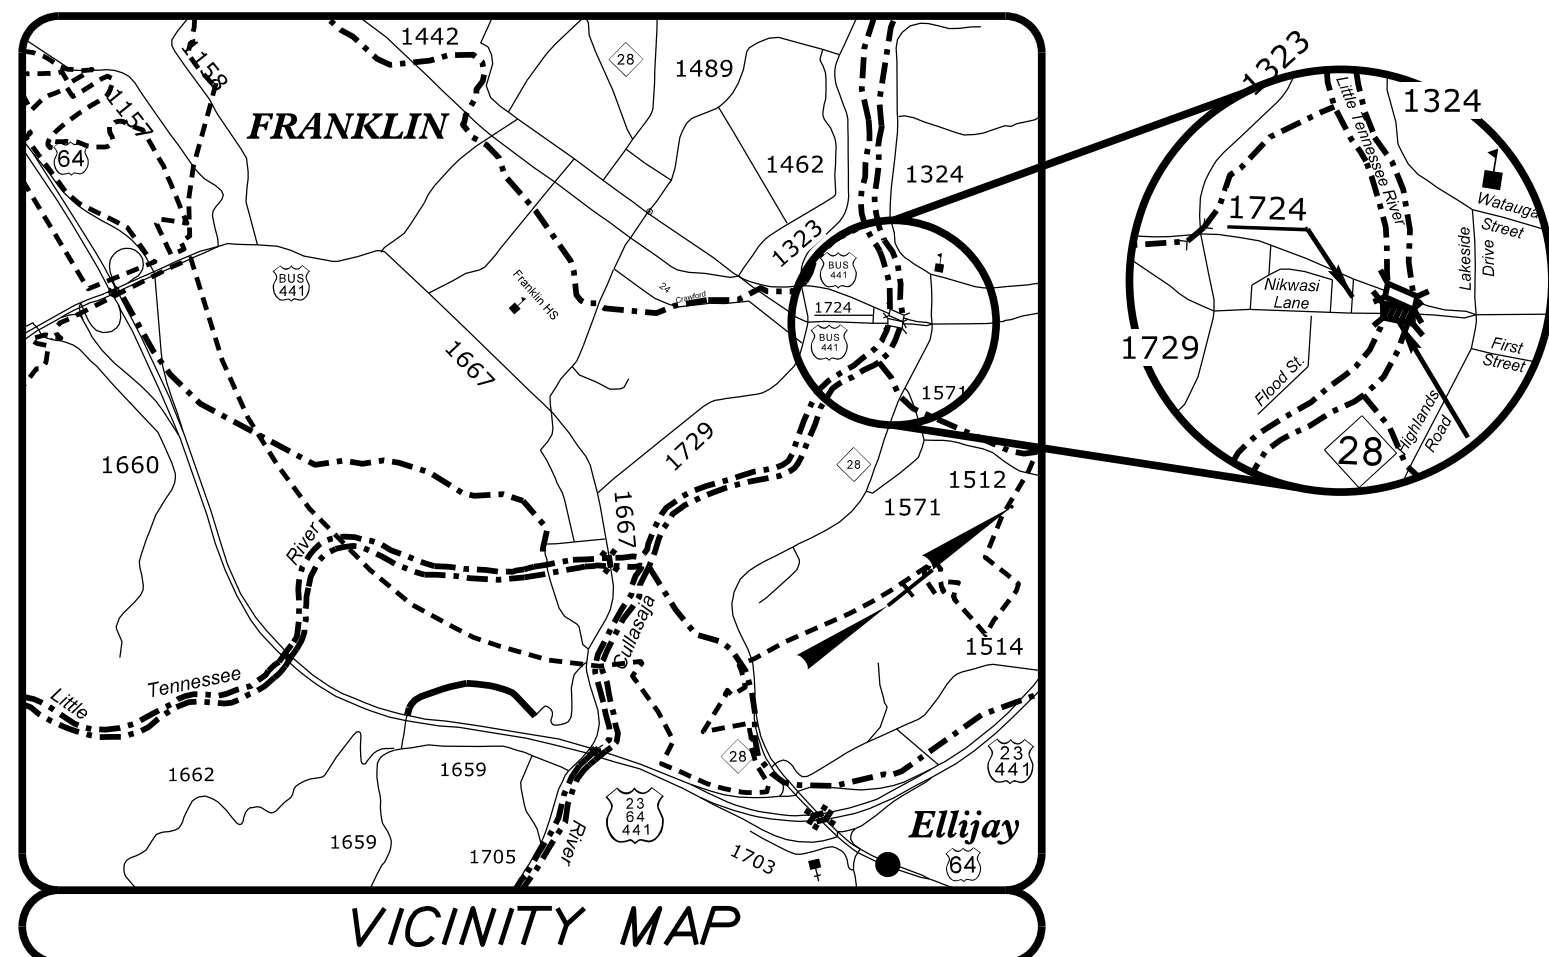 1442
1158
28
1489
1323
1324
Little Tennessee River
1157
FRANKLIN
64
1462
1324
Watauga
Street
1724
Lakeside
Drive
1323
BUS
441
BUS
441
Franklin HS
24
Crawford
1724
Nikwasi
Lane
BUS
441
1729
First
Street
1667
1571
Flood St.
Highlands
Road
28
1729
1660
28
1512
1571
1667
River
Cullasaja
1514
Tennessee
Little
28
23
441
1662
1659
23
64
441
Ellijay
1659
River
1705
1703
64
VICINITY MAP